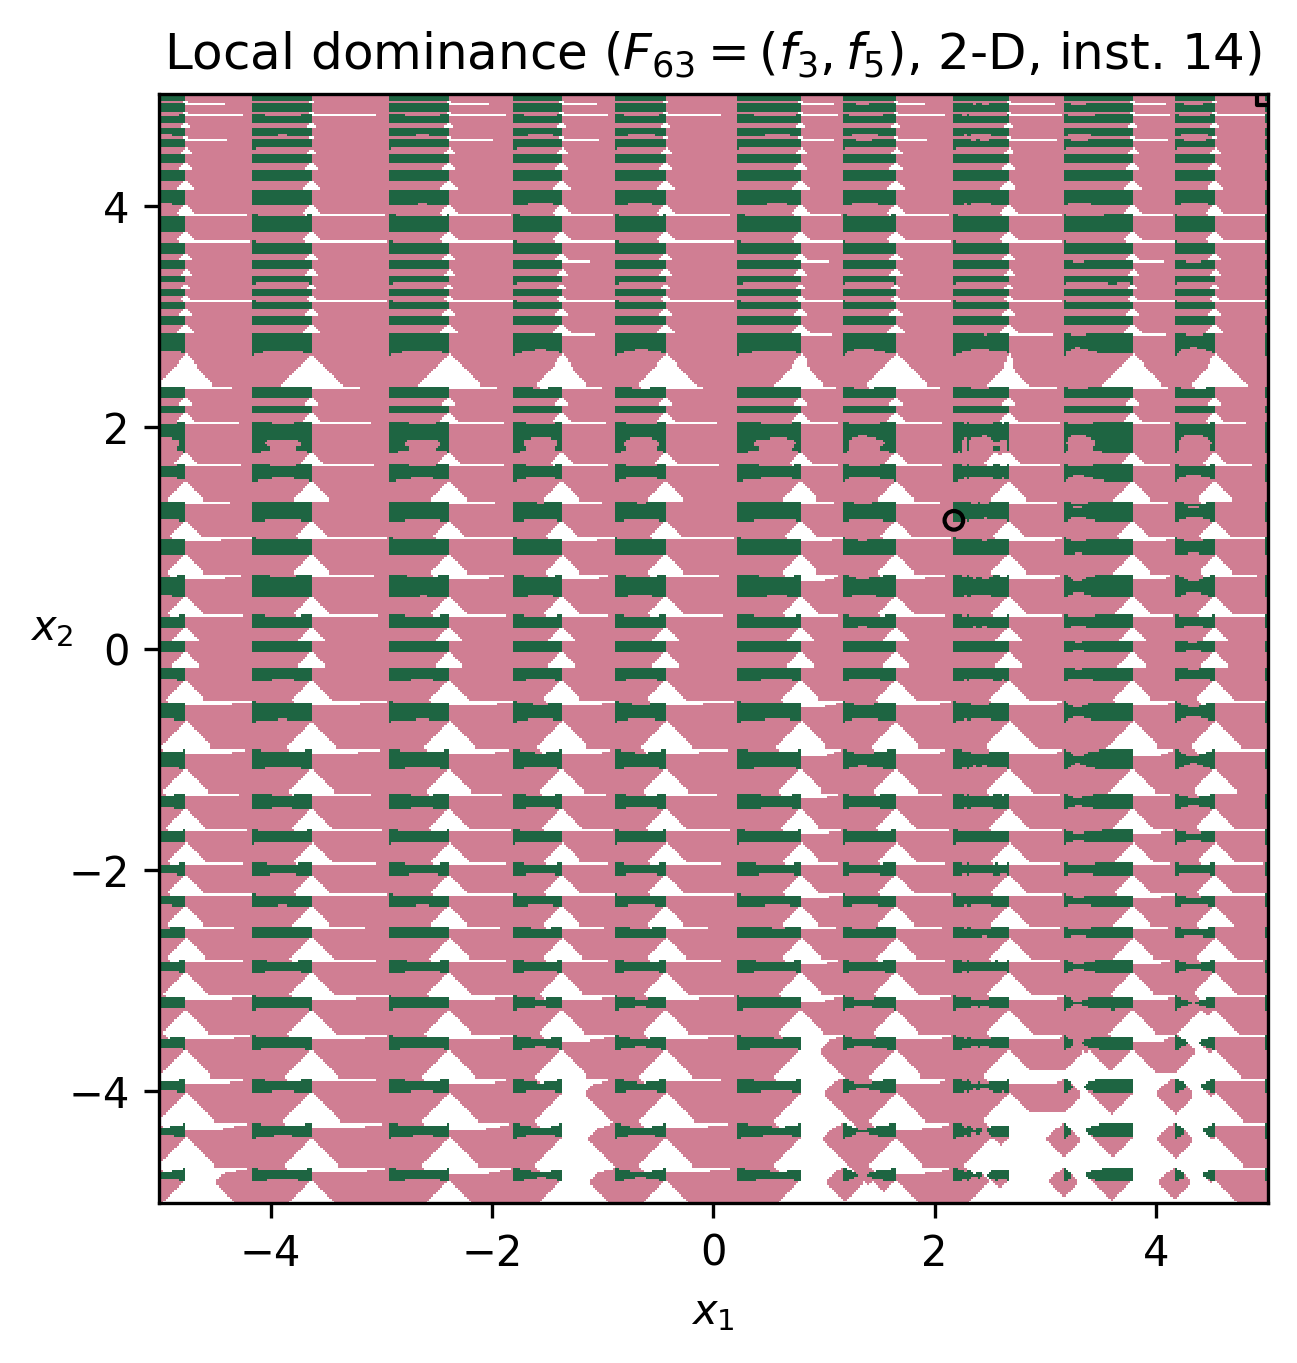 Local dominance (F₆₃ = (f₃, f₅), 2-D, inst. 14)
4
2
x₂
0
−2
−4
−4 −2 0 2 4
x₁